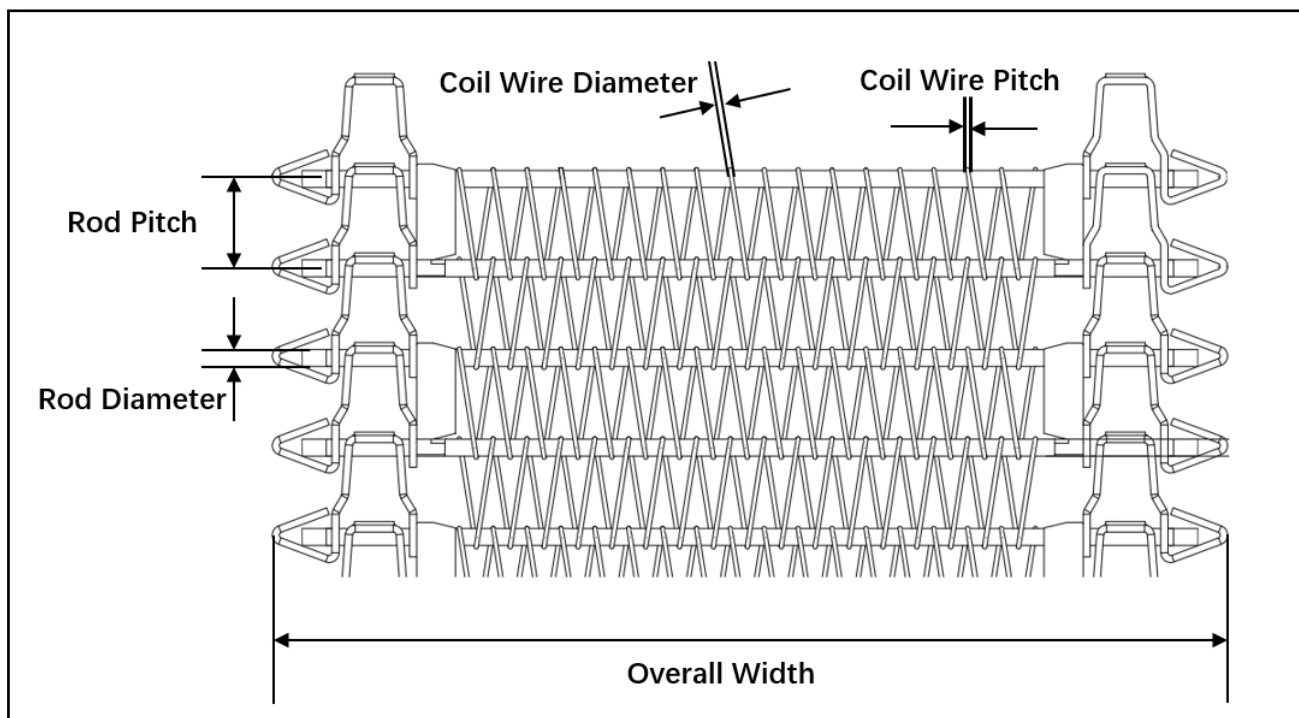 Coil Wire Diameter
Coil Wire Pitch
Rod Pitch
Rod Diameter
Overall Width